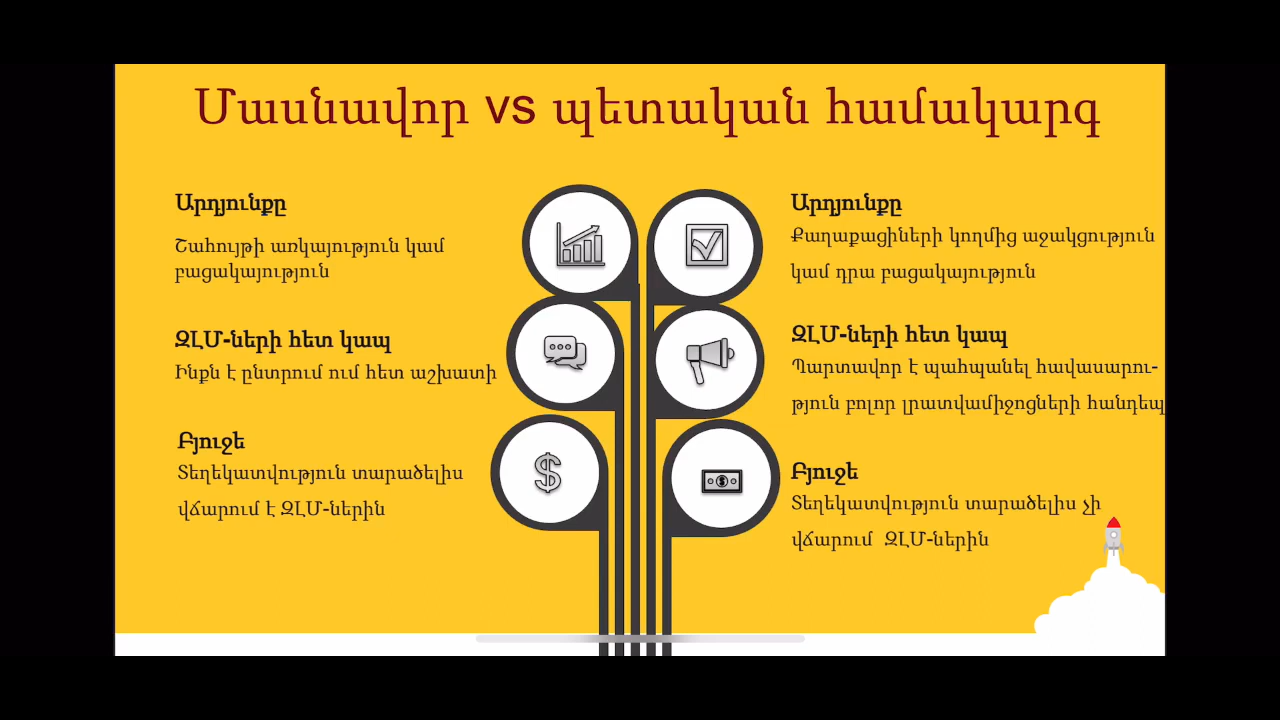 Մասնավոր vs պետական համակարգ
Արդյունքը
Շահույթի առկայություն կամ
բացակայություն
ԶԼՄ-ների հետ կապ
Ինքն է ընտրում ում հետ աշխատի
Բյուջե
Տեղեկատվություն տարածելիս
վճարում է ԶԼՄ-ներին
Արդյունքը
Քաղաքացիների կողմից աջակցություն
կամ դրա բացակայություն
ԶԼՄ-ների հետ կապ
Պարտավոր է պահպանել հավասարու-
թյուն բոլոր լրատվամիջոցների հանդեպ
Բյուջե
Տեղեկատվություն տարածելիս չի
վճարում ԶԼՄ-ներին